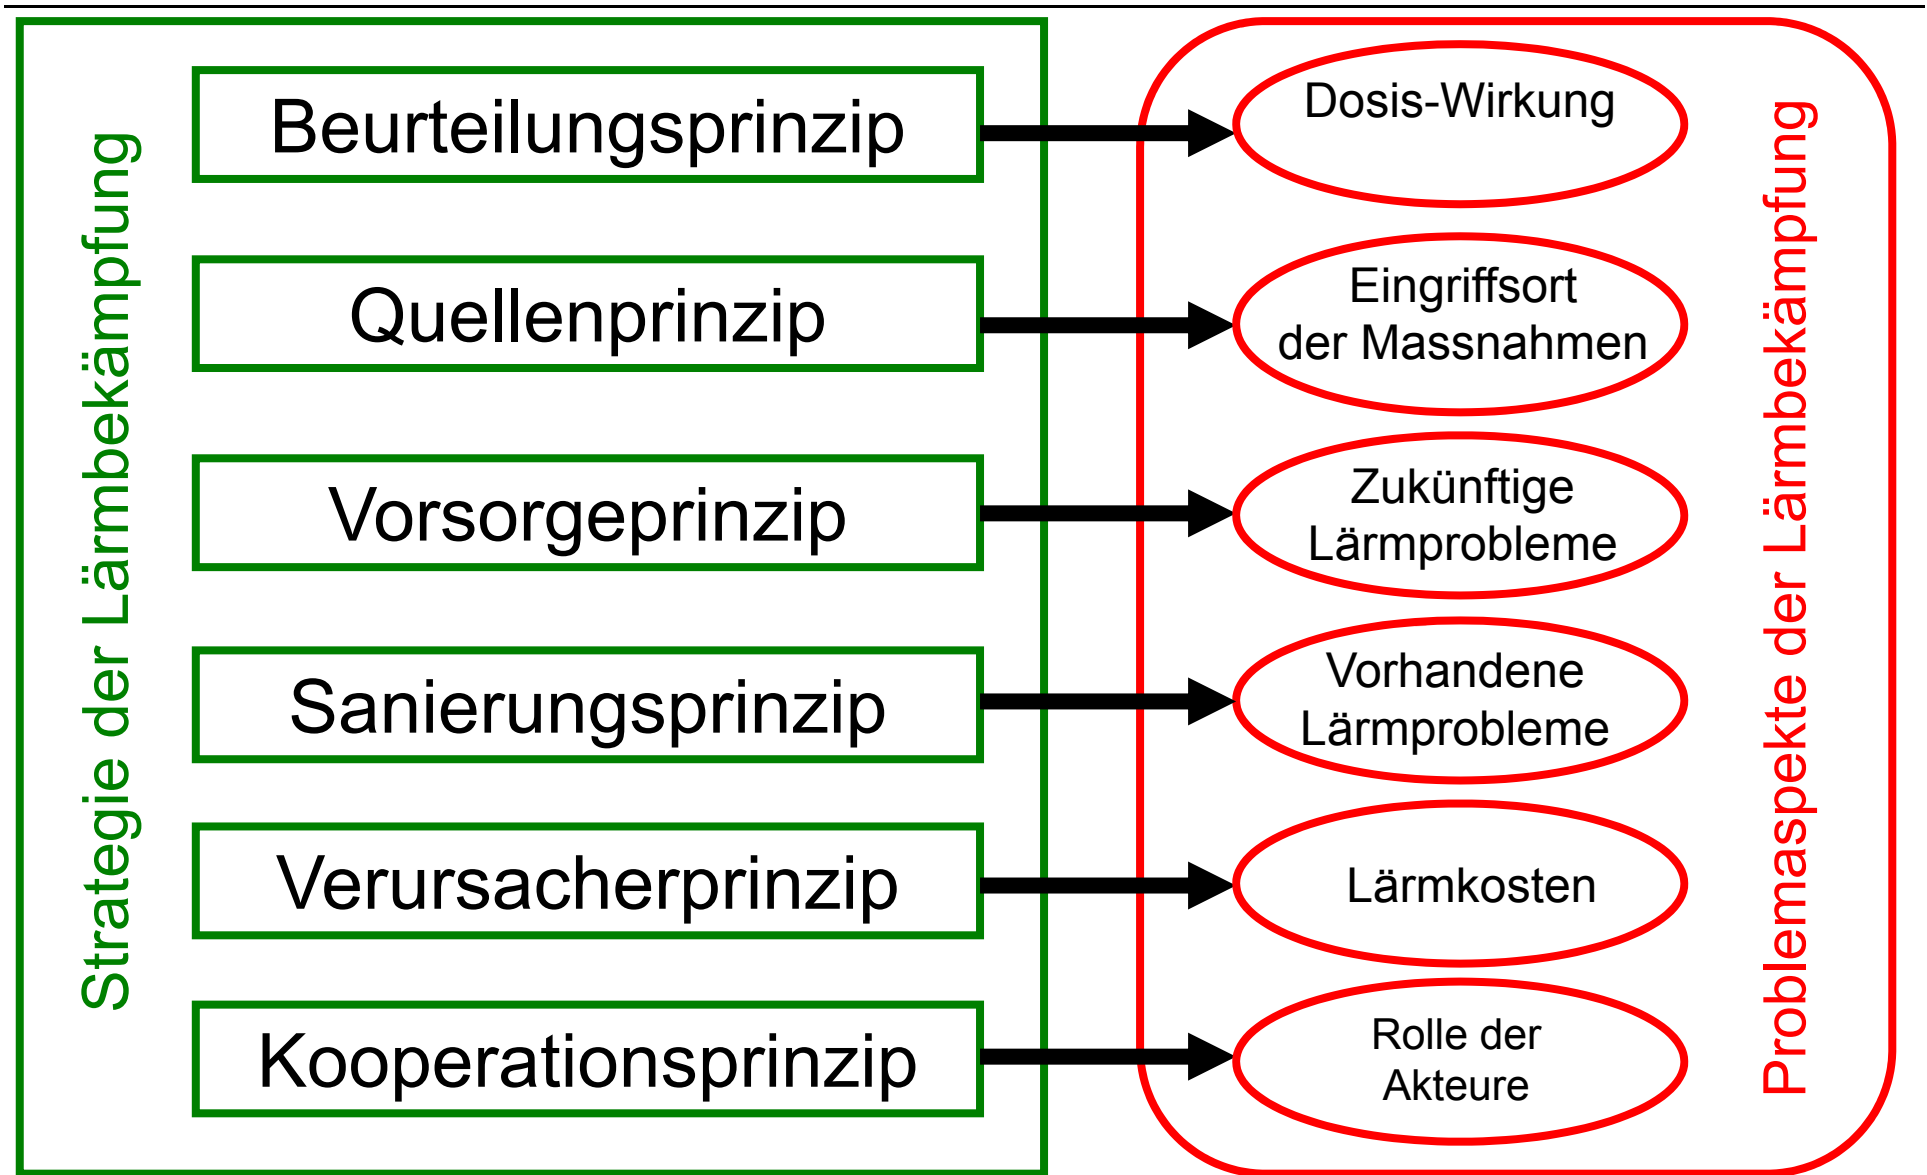 Strategie der Lärmbekämpfung
Beurteilungsprinzip
Dosis-Wirkung
Quellenprinzip
Eingriffsort
der Massnahmen
Vorsorgeprinzip
Zukünftige
Lärmprobleme
Sanierungsprinzip
Vorhandene
Lärmprobleme
Verursacherprinzip
Lärmkosten
Kooperationsprinzip
Rolle der
Akteure
Problemaspekte der Lärmbekämpfung